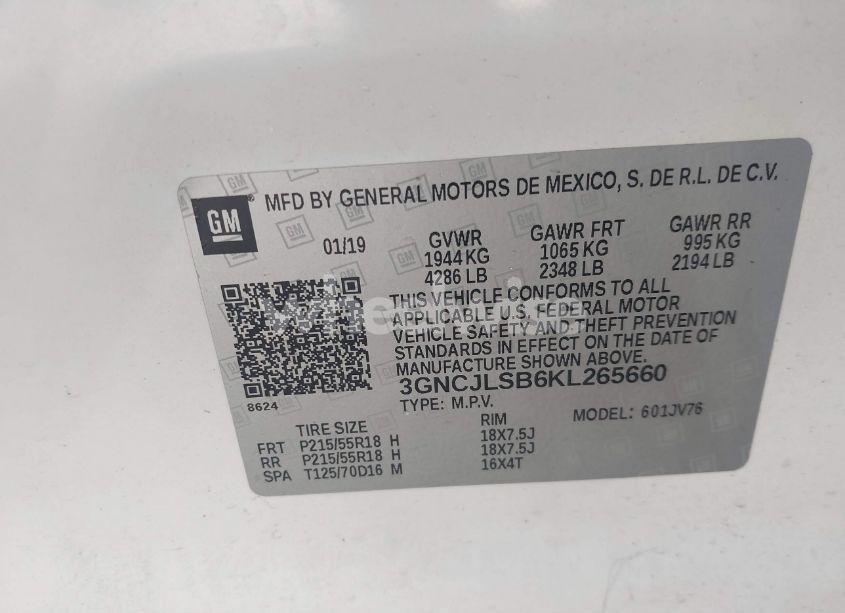 GM
MFD BY GENERAL MOTORS DE MEXICO, S. DE R.L. DE C.V.
01/19 GVWR GAWR FRT GAWR RR
1944 KG 1065 KG 995 KG
4286 LB 2348 LB 2194 LB
THIS VEHICLE CONFORMS TO ALL
APPLICABLE U.S. FEDERAL MOTOR
VEHICLE SAFETY AND THEFT PREVENTION
STANDARDS IN EFFECT ON THE DATE OF
MANUFACTURE SHOWN ABOVE.
3GNCJLSB6KL265660
8624
TYPE: M.P.V. MODEL: 601JV76
TIRE SIZE RIM
FRT P215/55R18 H 18X7.5J
RR P215/55R18 H 18X7.5J
SPA T125/70D16 M 16X4T